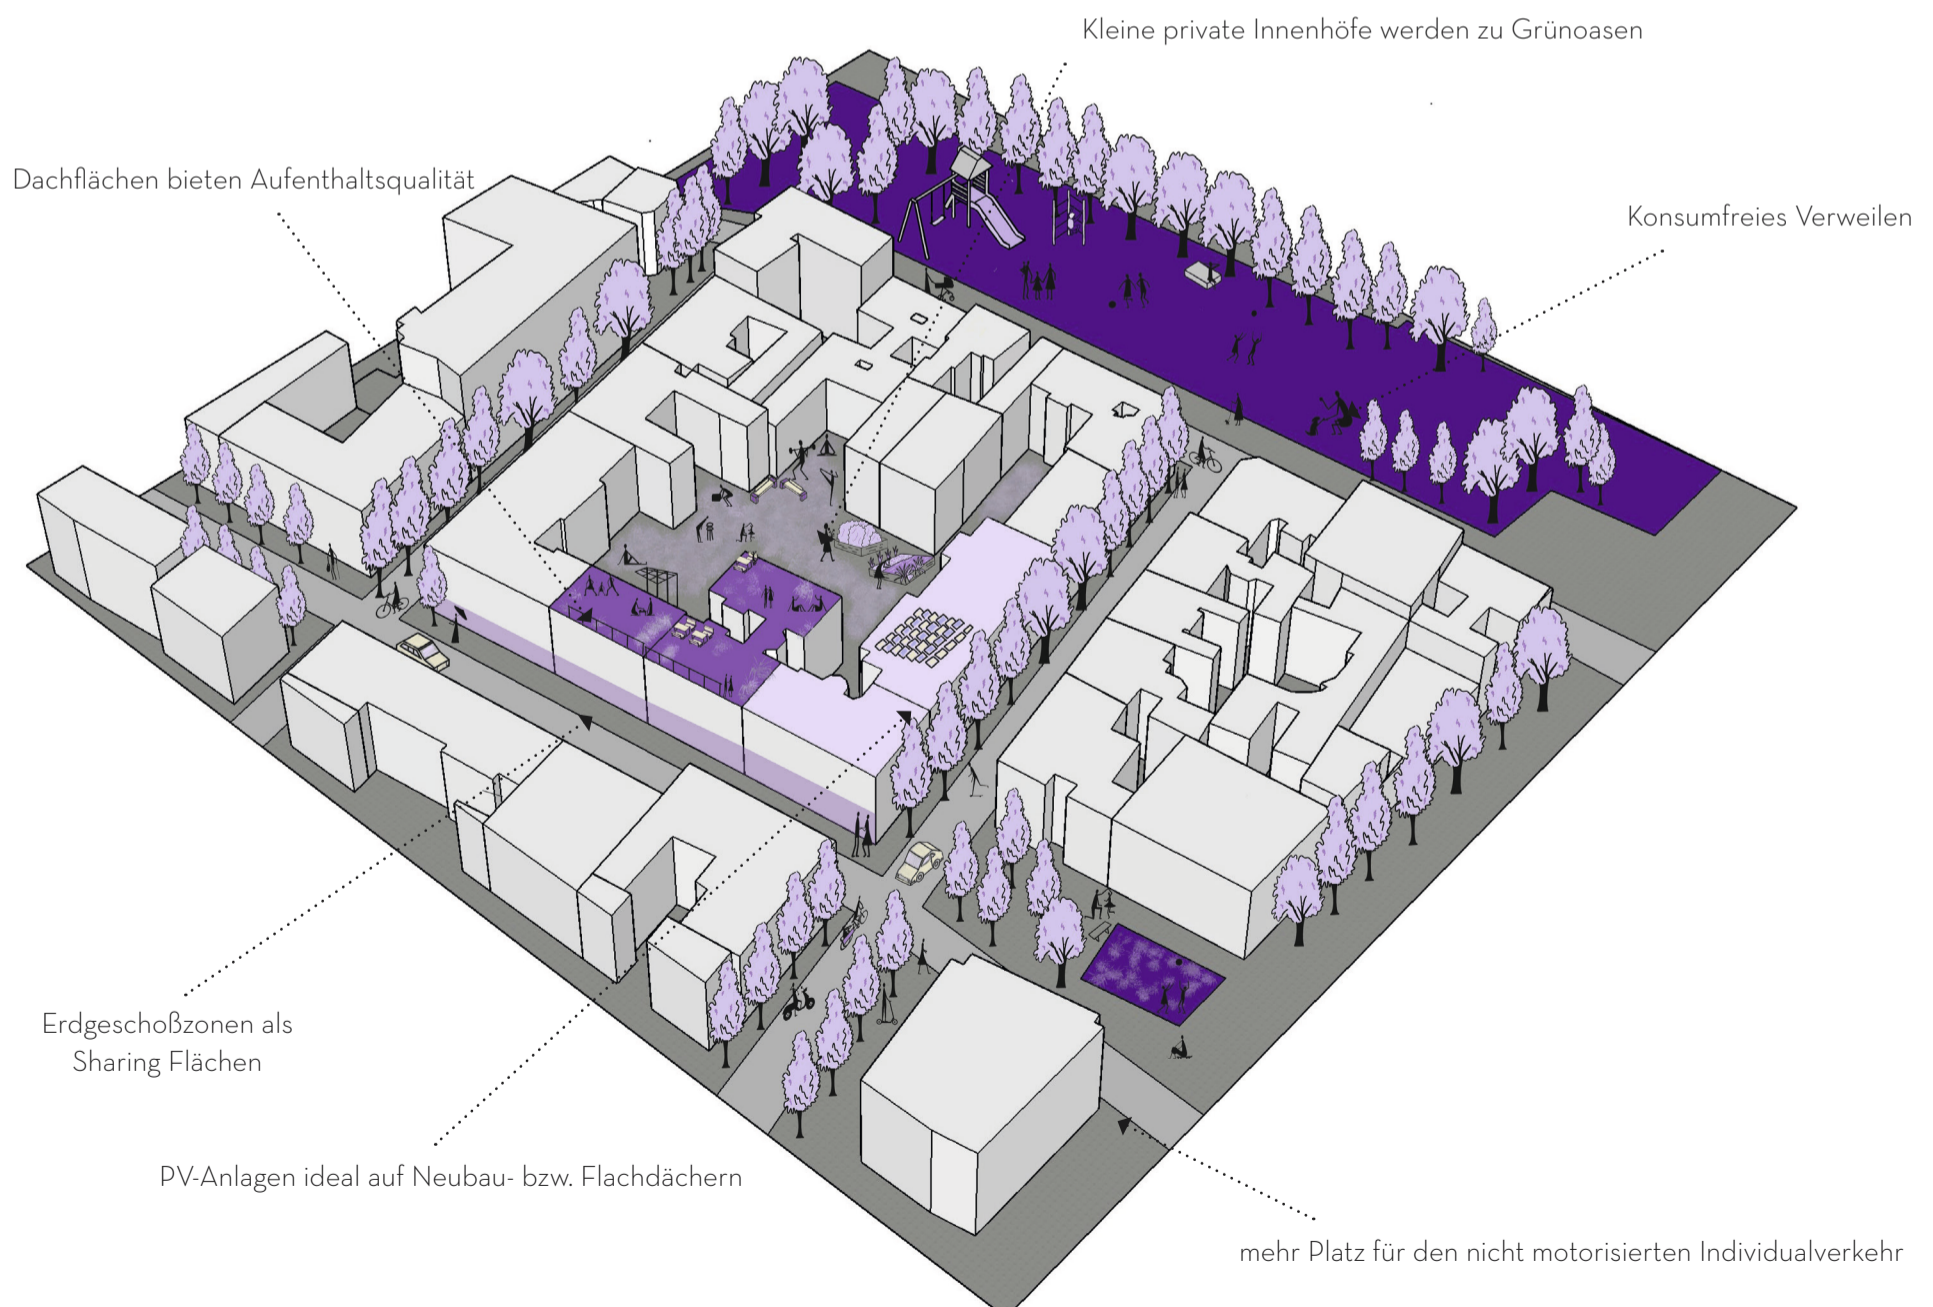 Kleine private Innenhöfe werden zu Grünoasen
Dachflächen bieten Aufenthaltsqualität
Konsumfreies Verweilen
Erdgeschoßzonen als
Sharing Flächen
PV-Anlagen ideal auf Neubau- bzw. Flachdächern
mehr Platz für den nicht motorisierten Individualverkehr